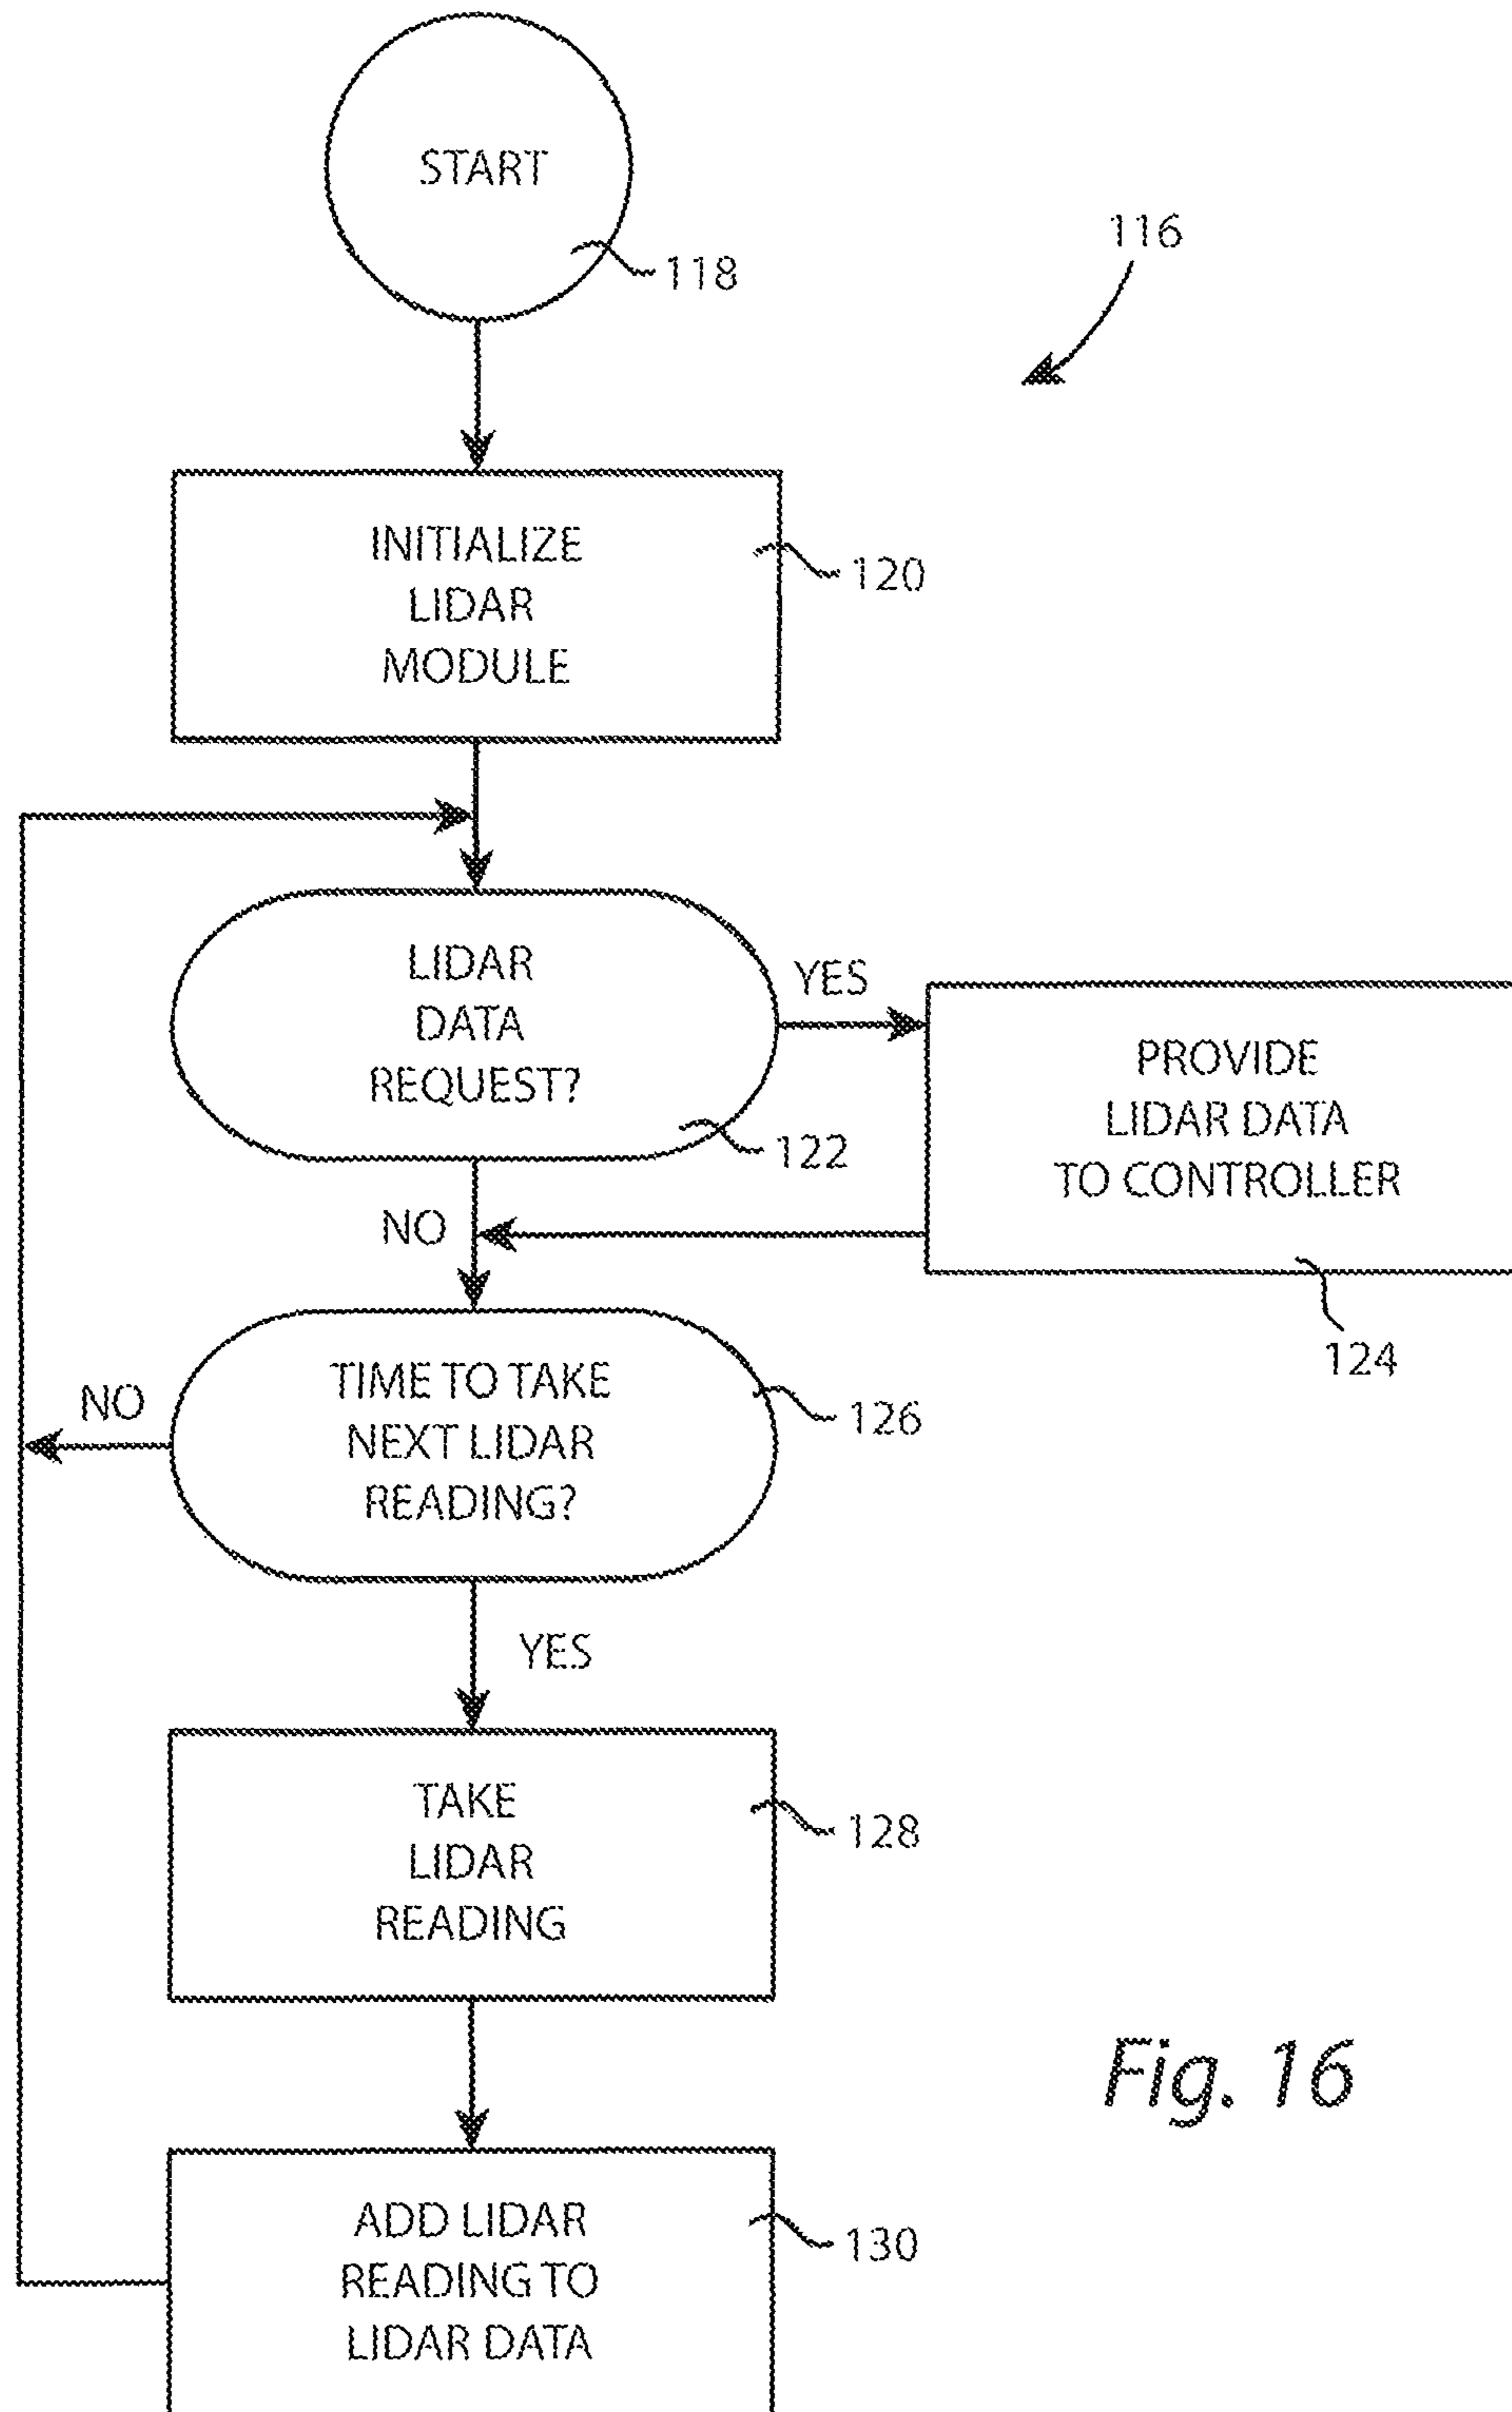 START
118
116
INITIALIZE
LIDAR
MODULE
120
LIDAR
DATA
REQUEST?
122
YES
PROVIDE
LIDAR DATA
TO CONTROLLER
124
NO
TIME TO TAKE
NEXT LIDAR
READING?
126
NO
YES
TAKE
LIDAR
READING
128
ADD LIDAR
READING TO
LIDAR DATA
130
Fig. 16